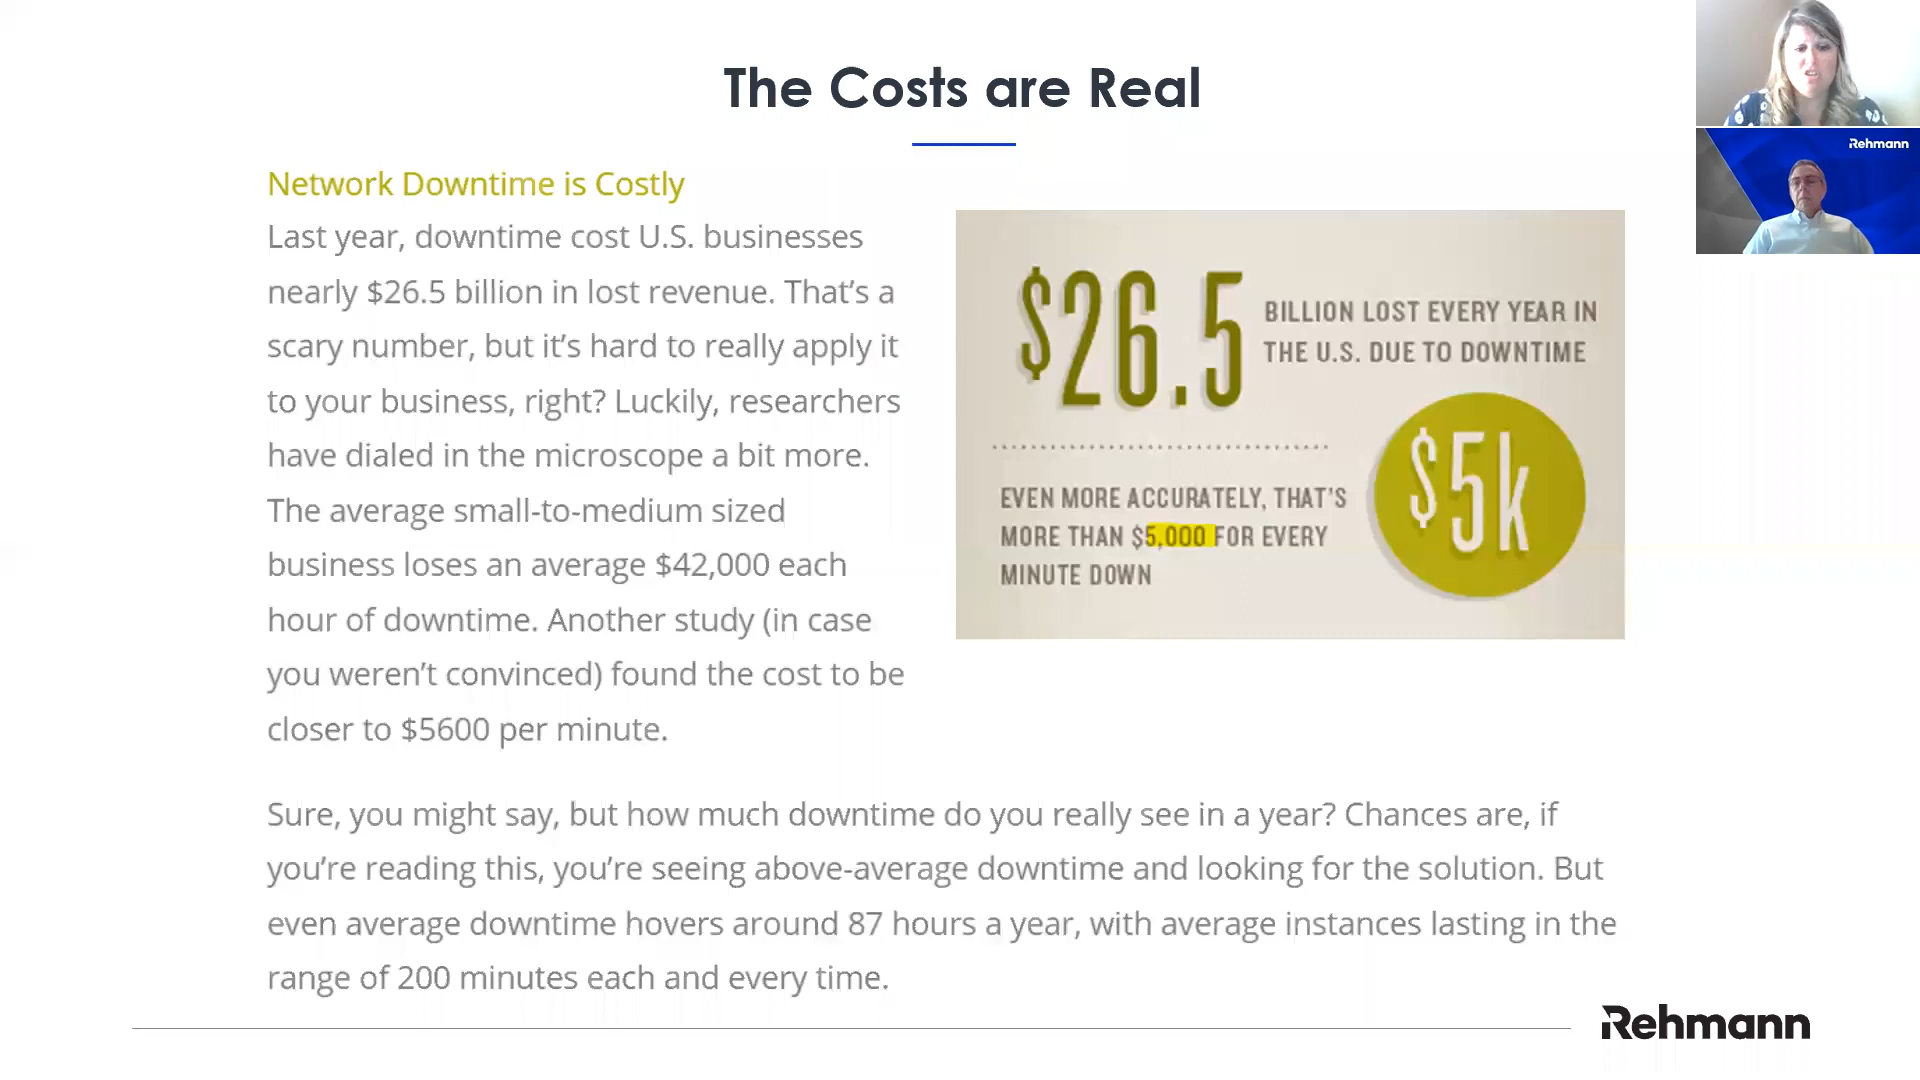 The Costs are Real
Rehmann
Network Downtime is Costly
Last year, downtime cost U.S. businesses
nearly $26.5 billion in lost revenue. That's a
scary number, but it's hard to really apply it
to your business, right? Luckily, researchers
have dialed in the microscope a bit more.
The average small-to-medium sized
business loses an average $42,000 each
hour of downtime. Another study (in case
you weren't convinced) found the cost to be
closer to $5600 per minute.
$26.5
BILLION LOST EVERY YEAR IN
THE U.S. DUE TO DOWNTIME
EVEN MORE ACCURATELY, THAT'S
MORE THAN $5,000 FOR EVERY
MINUTE DOWN
$5k
Sure, you might say, but how much downtime do you really see in a year? Chances are, if
you're reading this, you're seeing above-average downtime and looking for the solution. But
even average downtime hovers around 87 hours a year, with average instances lasting in the
range of 200 minutes each and every time.
Rehmann